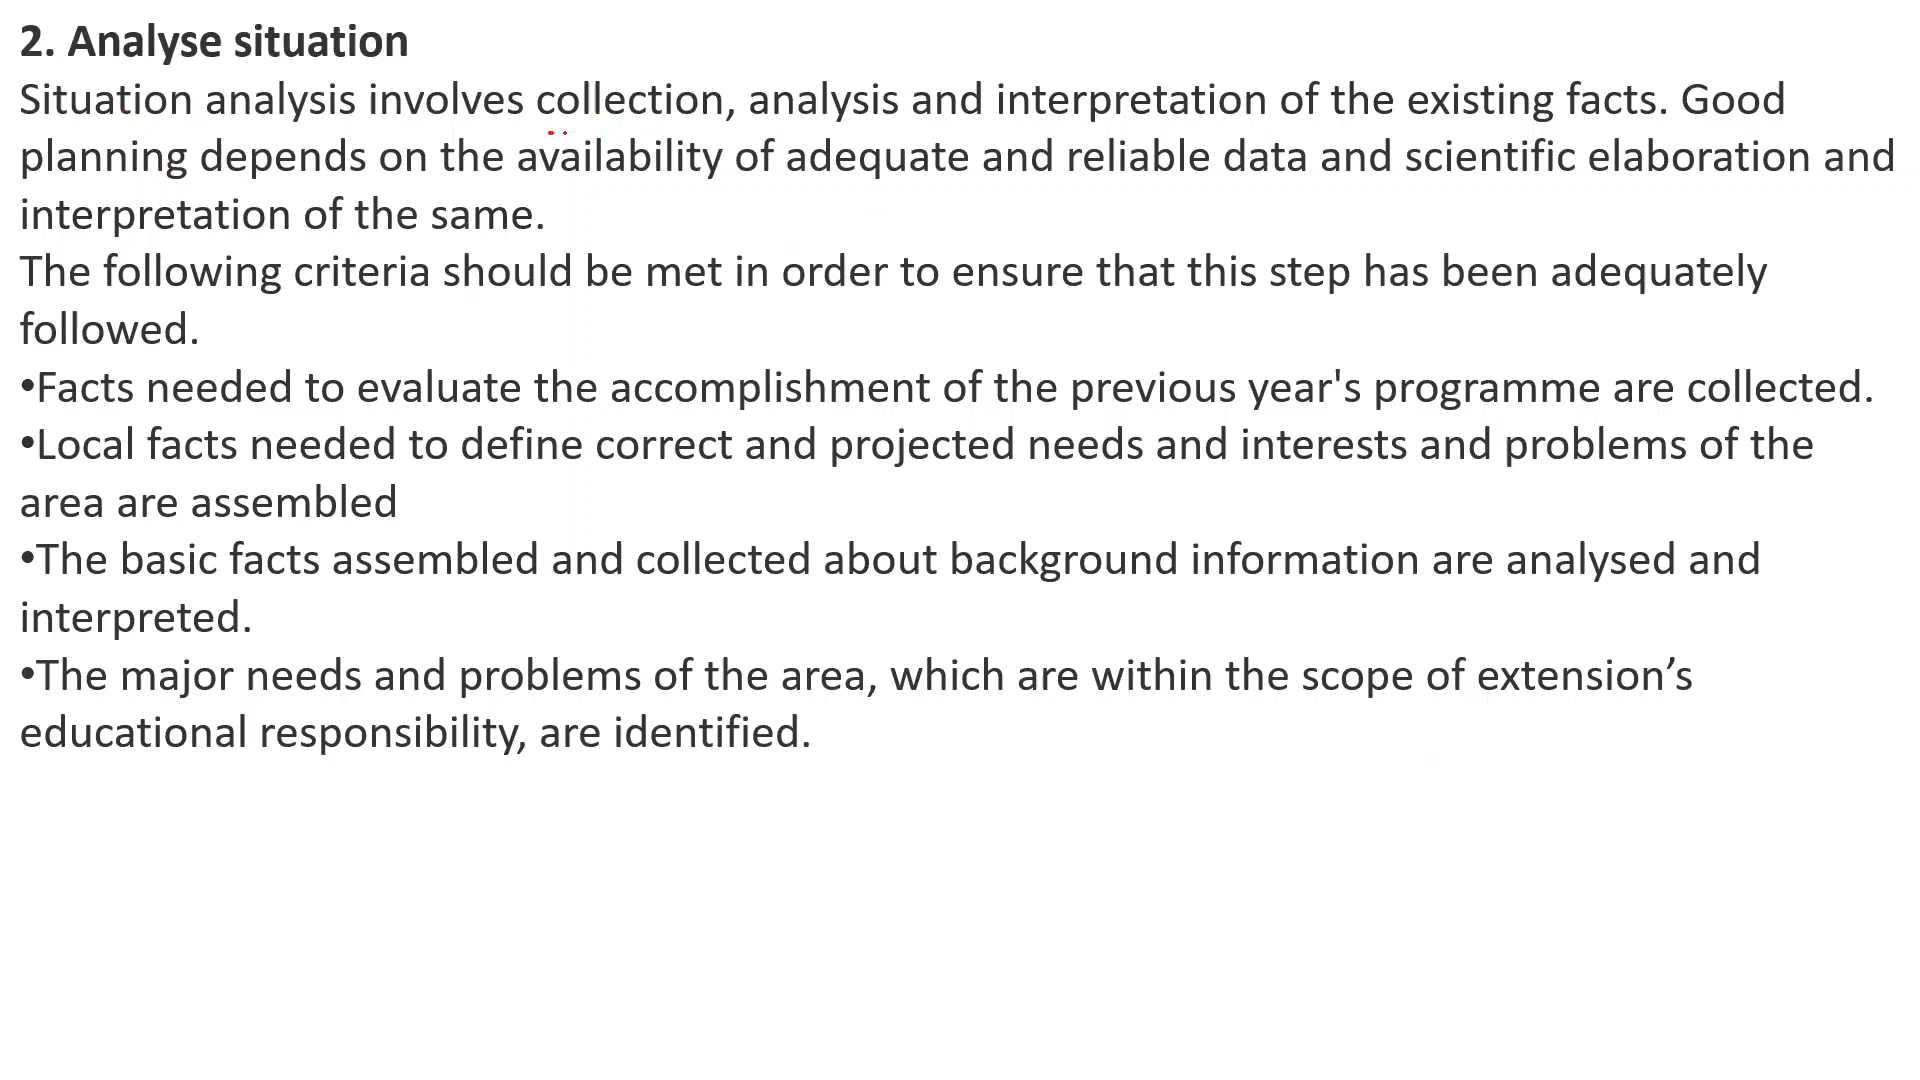 2. Analyse situation
Situation analysis involves collection, analysis and interpretation of the existing facts. Good
planning depends on the availability of adequate and reliable data and scientific elaboration and
interpretation of the same.
The following criteria should be met in order to ensure that this step has been adequately
followed.
•Facts needed to evaluate the accomplishment of the previous year's programme are collected.
•Local facts needed to define correct and projected needs and interests and problems of the
area are assembled
•The basic facts assembled and collected about background information are analysed and
interpreted.
•The major needs and problems of the area, which are within the scope of extension’s
educational responsibility, are identified.